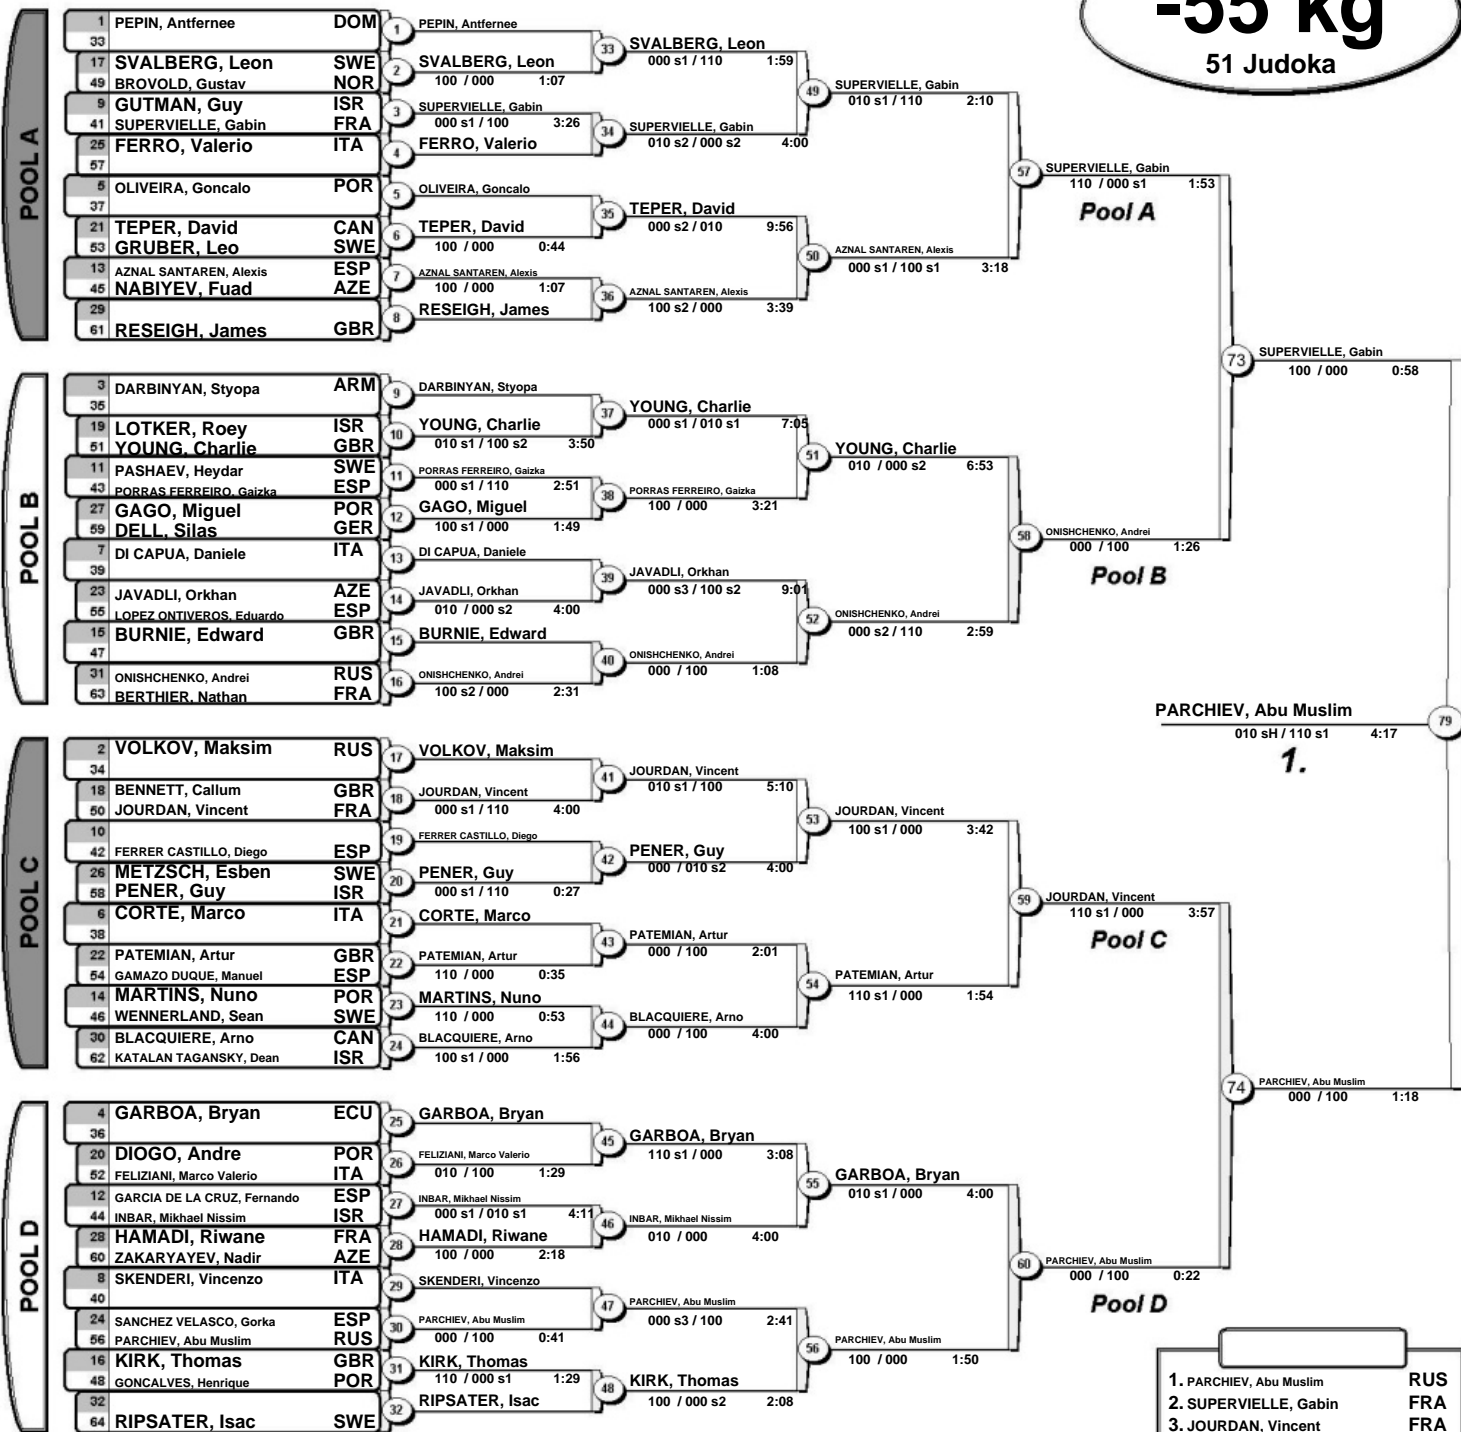 -55 kg
51 Judoka
POOL A
1 PEPIN, Antfernee DOM
33
17 SVALBERG, Leon SWE
49 BROVOLD, Gustav NOR
9 GUTMAN, Guy ISR
41 SUPERVIELLE, Gabin FRA
25 FERRO, Valerio ITA
57
5 OLIVEIRA, Goncalo POR
37
21 TEPER, David CAN
53 GRUBER, Leo SWE
13 AZNAL SANTAREN, Alexis ESP
45 NABIYEV, Fuad AZE
29
61 RESEIGH, James GBR
1 PEPIN, Antfernee
2 SVALBERG, Leon
100 / 000 1:07
3 SUPERVIELLE, Gabin
000 s1 / 100 3:26
4 FERRO, Valerio
5 OLIVEIRA, Goncalo
6 TEPER, David
100 / 000 0:44
7 AZNAL SANTAREN, Alexis
100 / 000 1:07
8 RESEIGH, James
33 SVALBERG, Leon
000 s1 / 110 1:59
34 SUPERVIELLE, Gabin
010 s2 / 000 s2 4:00
35 TEPER, David
000 s2 / 010 9:56
36 AZNAL SANTAREN, Alexis
100 s2 / 000 3:39
49 SUPERVIELLE, Gabin
010 s1 / 110 2:10
50 AZNAL SANTAREN, Alexis
000 s1 / 100 s1 3:18
57 SUPERVIELLE, Gabin
110 / 000 s1 1:53
Pool A
POOL B
3 DARBINYAN, Styopa ARM
35
19 LOTKER, Roey ISR
51 YOUNG, Charlie GBR
11 PASHAEV, Heydar SWE
43 PORRAS FERREIRO, Gaizka ESP
27 GAGO, Miguel POR
59 DELL, Silas GER
7 DI CAPUA, Daniele ITA
39
23 JAVADLI, Orkhan AZE
55 LOPEZ ONTIVEROS, Eduardo ESP
15 BURNIE, Edward GBR
47
31 ONISHCHENKO, Andrei RUS
63 BERTHIER, Nathan FRA
9 DARBINYAN, Styopa
10 YOUNG, Charlie
010 s1 / 100 s2 3:50
11 PORRAS FERREIRO, Gaizka
000 s1 / 110 2:51
12 GAGO, Miguel
100 s1 / 000 1:49
13 DI CAPUA, Daniele
14 JAVADLI, Orkhan
010 / 000 s2 4:00
15 BURNIE, Edward
16 ONISHCHENKO, Andrei
100 s2 / 000 2:31
37 YOUNG, Charlie
000 s1 / 010 s1 7:05
38 PORRAS FERREIRO, Gaizka
100 / 000 3:21
39 JAVADLI, Orkhan
000 s3 / 100 s2 9:01
40 ONISHCHENKO, Andrei
000 / 100 1:08
51 YOUNG, Charlie
010 / 000 s2 6:53
52 ONISHCHENKO, Andrei
000 s2 / 110 2:59
58 ONISHCHENKO, Andrei
000 / 100 1:26
Pool B
73 SUPERVIELLE, Gabin
100 / 000 0:58
PARCHIEV, Abu Muslim 79
010 sH / 110 s1 4:17
1.
POOL C
2 VOLKOV, Maksim RUS
34
18 BENNETT, Callum GBR
50 JOURDAN, Vincent FRA
10
42 FERRER CASTILLO, Diego ESP
26 METZSCH, Esben SWE
58 PENER, Guy ISR
6 CORTE, Marco ITA
38
22 PATEMIAN, Artur GBR
54 GAMAZO DUQUE, Manuel ESP
14 MARTINS, Nuno POR
46 WENNERLAND, Sean SWE
30 BLACQUIERE, Arno CAN
62 KATALAN TAGANSKY, Dean ISR
17 VOLKOV, Maksim
18 JOURDAN, Vincent
000 s1 / 110 4:00
19 FERRER CASTILLO, Diego
20 PENER, Guy
000 s1 / 110 0:27
21 CORTE, Marco
22 PATEMIAN, Artur
110 / 000 0:35
23 MARTINS, Nuno
110 / 000 0:53
24 BLACQUIERE, Arno
100 s1 / 000 1:56
41 JOURDAN, Vincent
010 s1 / 100 5:10
42 PENER, Guy
000 / 010 s2 4:00
43 PATEMIAN, Artur
000 / 100 2:01
44 BLACQUIERE, Arno
000 / 100 4:00
53 JOURDAN, Vincent
100 s1 / 000 3:42
54 PATEMIAN, Artur
110 s1 / 000 1:54
59 JOURDAN, Vincent
110 s1 / 000 3:57
Pool C
POOL D
4 GARBOA, Bryan ECU
36
20 DIOGO, Andre POR
52 FELIZIANI, Marco Valerio ITA
12 GARCIA DE LA CRUZ, Fernando ESP
44 INBAR, Mikhael Nissim ISR
28 HAMADI, Riwane FRA
60 ZAKARYAYEV, Nadir AZE
8 SKENDERI, Vincenzo ITA
40
24 SANCHEZ VELASCO, Gorka ESP
56 PARCHIEV, Abu Muslim RUS
16 KIRK, Thomas GBR
48 GONCALVES, Henrique POR
32
64 RIPSATER, Isac SWE
25 GARBOA, Bryan
26 FELIZIANI, Marco Valerio
010 / 100 1:29
27 INBAR, Mikhael Nissim
000 s1 / 010 s1 4:11
28 HAMADI, Riwane
100 / 000 2:18
29 SKENDERI, Vincenzo
30 PARCHIEV, Abu Muslim
000 / 100 0:41
31 KIRK, Thomas
110 / 000 s1 1:29
32 RIPSATER, Isac
45 GARBOA, Bryan
110 s1 / 000 3:08
46 INBAR, Mikhael Nissim
010 / 000 4:00
47 PARCHIEV, Abu Muslim
000 s3 / 100 2:41
48 KIRK, Thomas
100 / 000 s2 2:08
55 GARBOA, Bryan
010 s1 / 000 4:00
56 PARCHIEV, Abu Muslim
100 / 000 1:50
60 PARCHIEV, Abu Muslim
000 / 100 0:22
Pool D
74 PARCHIEV, Abu Muslim
000 / 100 1:18
1. PARCHIEV, Abu Muslim RUS
2. SUPERVIELLE, Gabin FRA
3. JOURDAN, Vincent FRA